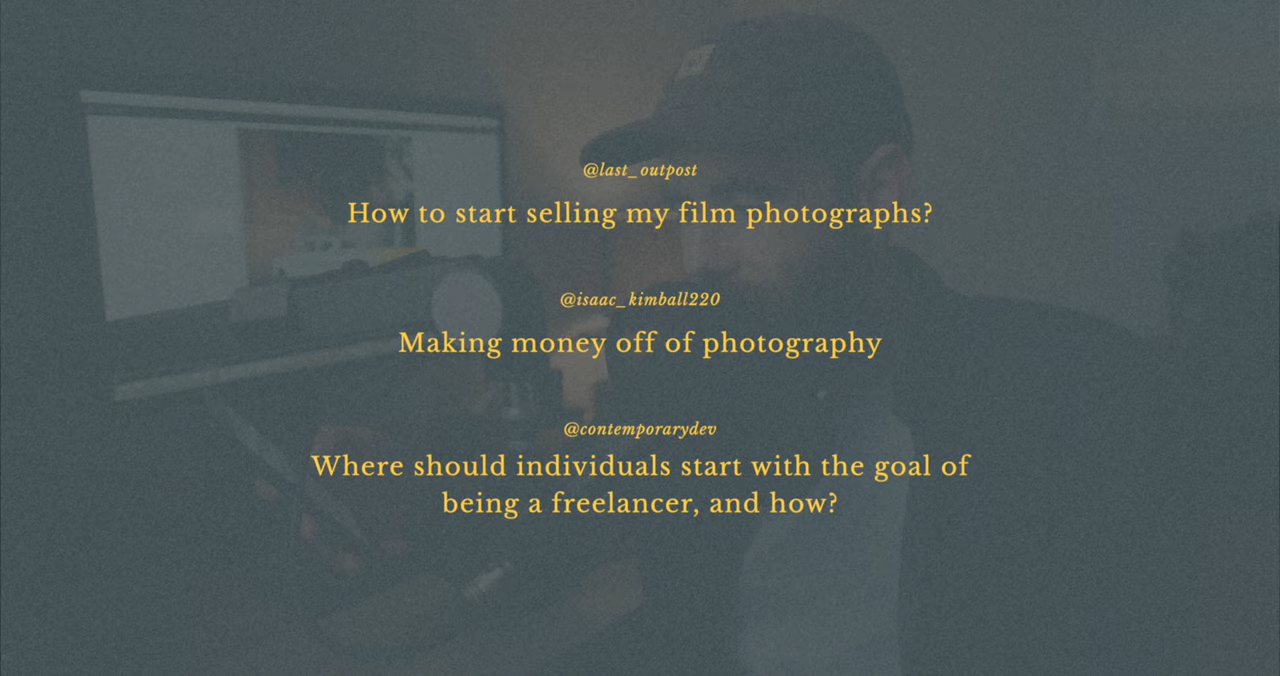 @last_outpost
How to start selling my film photographs?
@isaac_kimball220
Making money off of photography
@contemporarydev
Where should individuals start with the goal of
being a freelancer, and how?